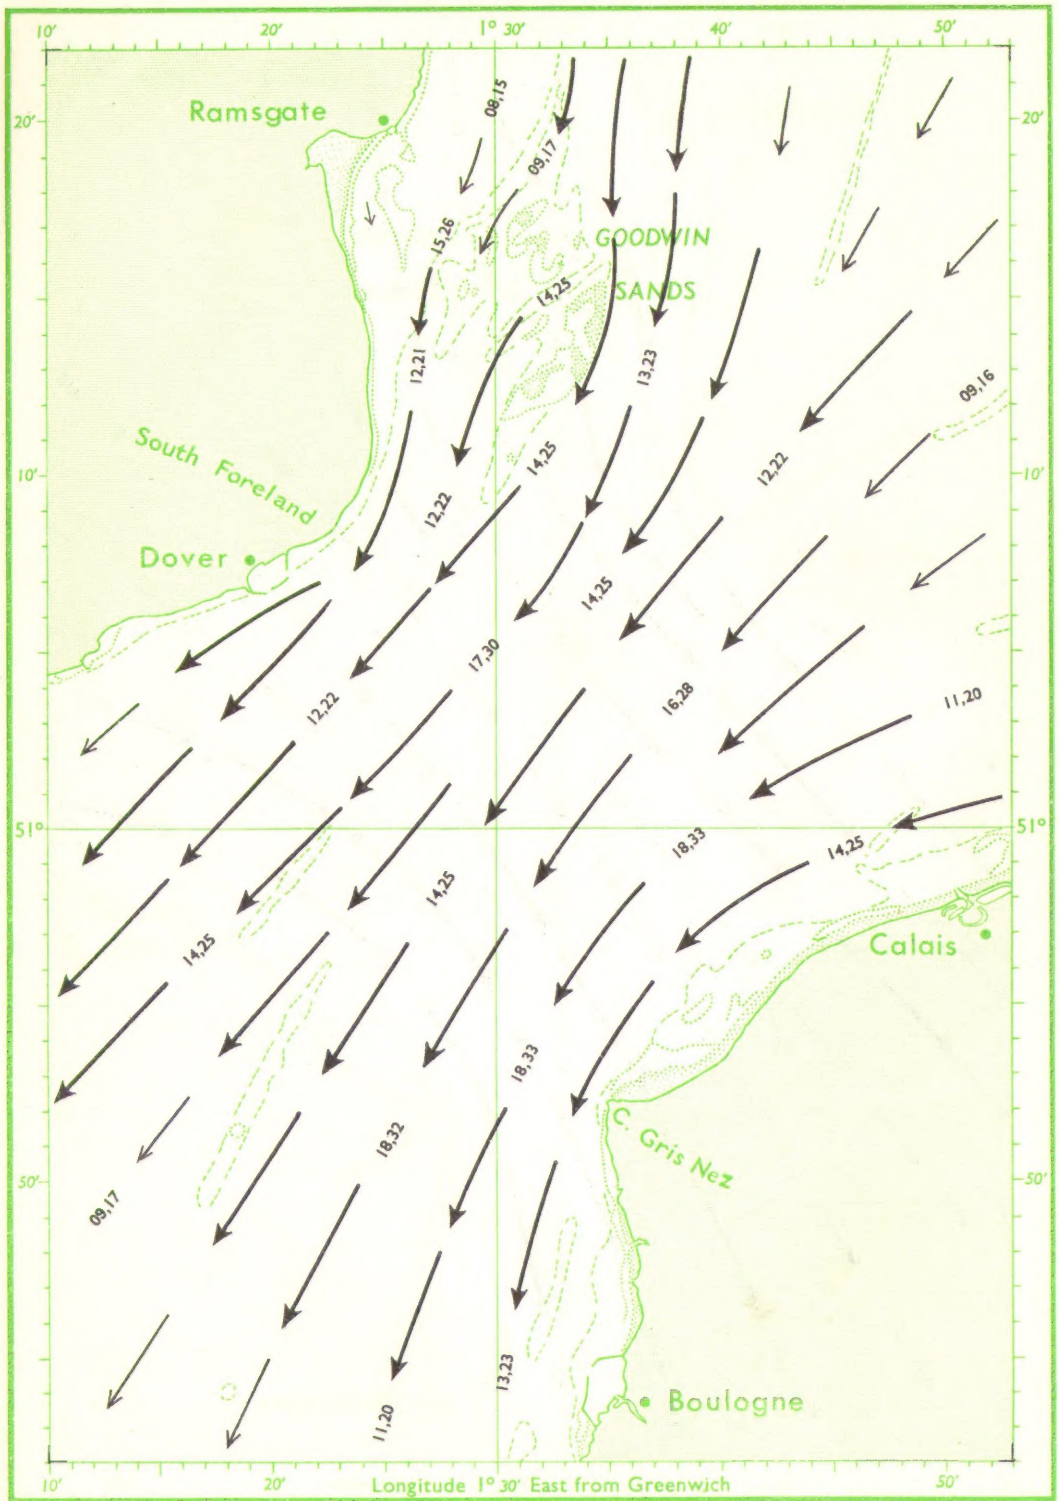 10' 20' 1° 30' 40' 50'
Ramsgate
20' 20'
08,15
09,17
15,26
GOODWIN
SANDS
14,25
12,21
13,23
09,16
South Foreland
10' 10'
14,25
12,22
12,22
Dover
14,25
17,30
16,28
11,20
12,22
51° 51°
18,33
14,25
14,25
14,25
Calais
18,33
C. Gris Nez
18,32
50' 50'
09,17
13,23
11,20
Boulogne
10' 20' Longitude 1° 30' East from Greenwich 50'